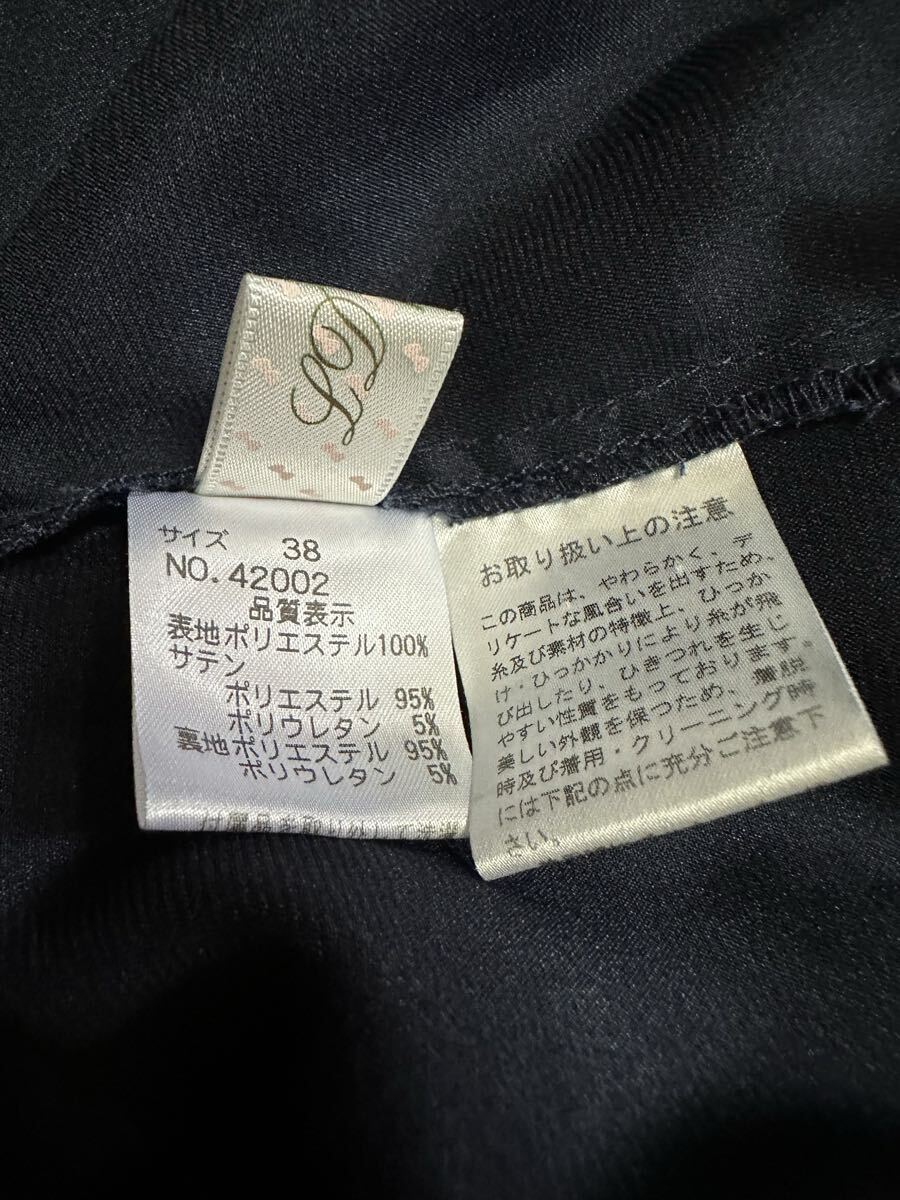 LD
サイズ 38
NO.42002
品質表示
表地ポリエステル100%
サテン
ポリエステル 95%
ポリウレタン 5%
裏地ポリエステル 95%
ポリウレタン 5%
お取り扱い上の注意
この商品は、やわらかく、デ
リケートな風合いを出すため、
糸及び素材の特徴上、ひっか
け・ひっかかりにより糸が飛
び出したり、ひきつれを生じ
やすい性質をもっております。
美しい外観を保つため、着脱
時及び着用・クリーニング時
には下記の点に充分ご注意下
さい。